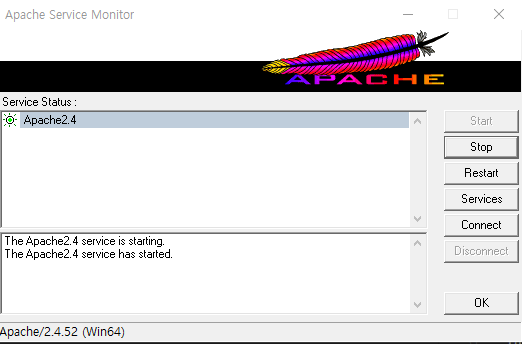 Apache Service Monitor
APACHE
Service Status :
Apache2.4
Start
Stop
Restart
Services
Connect
Disconnect
The Apache2.4 service is starting.
The Apache2.4 service has started.
OK
Apache/2.4.52 (Win64)